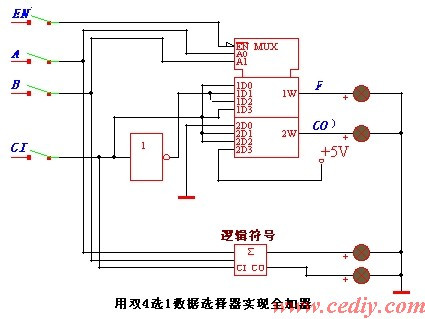 EN
A
B
CI
EN MUX
A0
A1
1D0
1D1 1W
1D2
1D3
2D0
2D1 2W
2D2
2D3
F
CO)
+5V
1
逻辑符号
Σ
CI CO
+
+
+
+
用双4选1数据选择器实现全加器
www.cediy.com